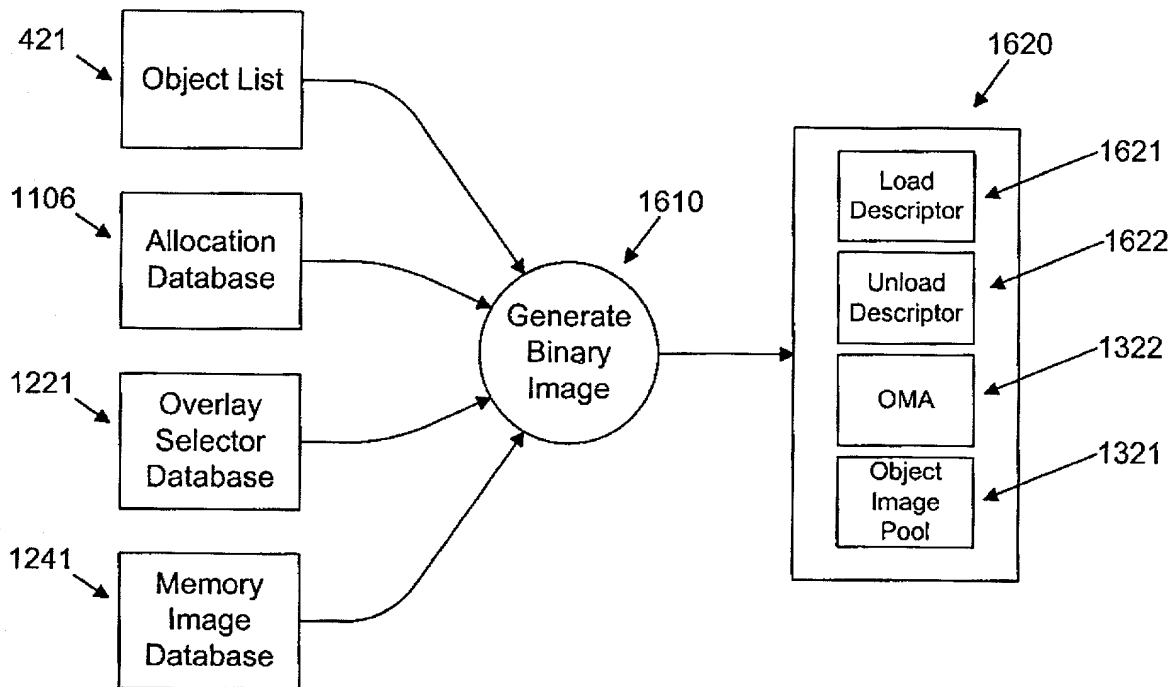 421
Object List
1106
Allocation
Database
1221
Overlay
Selector
Database
1241
Memory
Image
Database
1610
Generate
Binary
Image
1620
Load
Descriptor
1621
Unload
Descriptor
1622
OMA
1322
Object
Image
Pool
1321